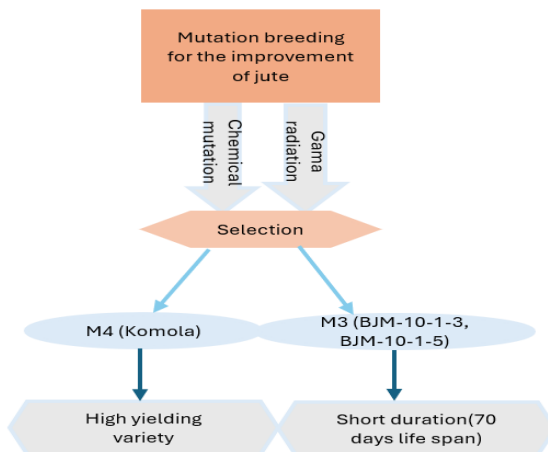 Mutation breeding
for the improvement
of jute
Chemical
mutation
Gama
radiation
Selection
M4 (Komola)
M3 (BJM-10-1-3,
BJM-10-1-5)
High yielding
variety
Short duration(70
days life span)